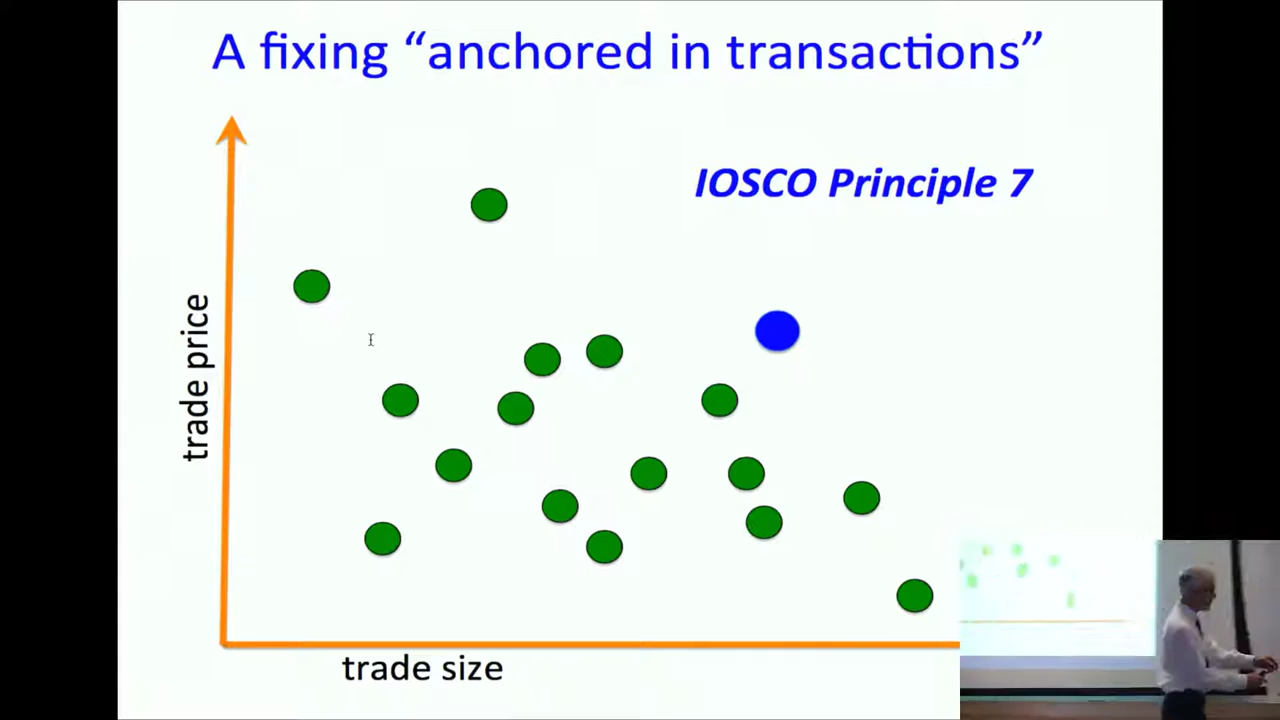 A fixing “anchored in transactions”
IOSCO Principle 7
trade price
trade size